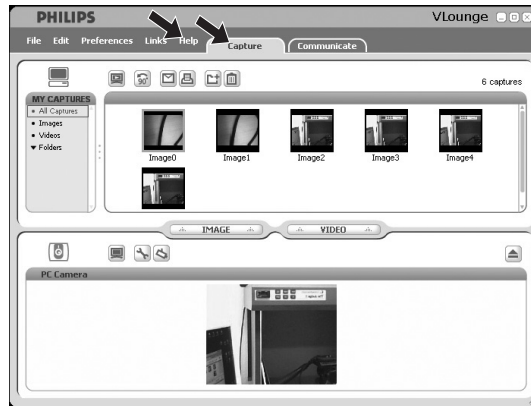 PHILIPS
VLounge
File Edit Preferences Links Help
Capture
Communicate
90°
6 captures
MY CAPTURES
All Captures
Images
Videos
Folders
Image0 Image1 Image2 Image3 Image4
IMAGE
VIDEO
PC Camera